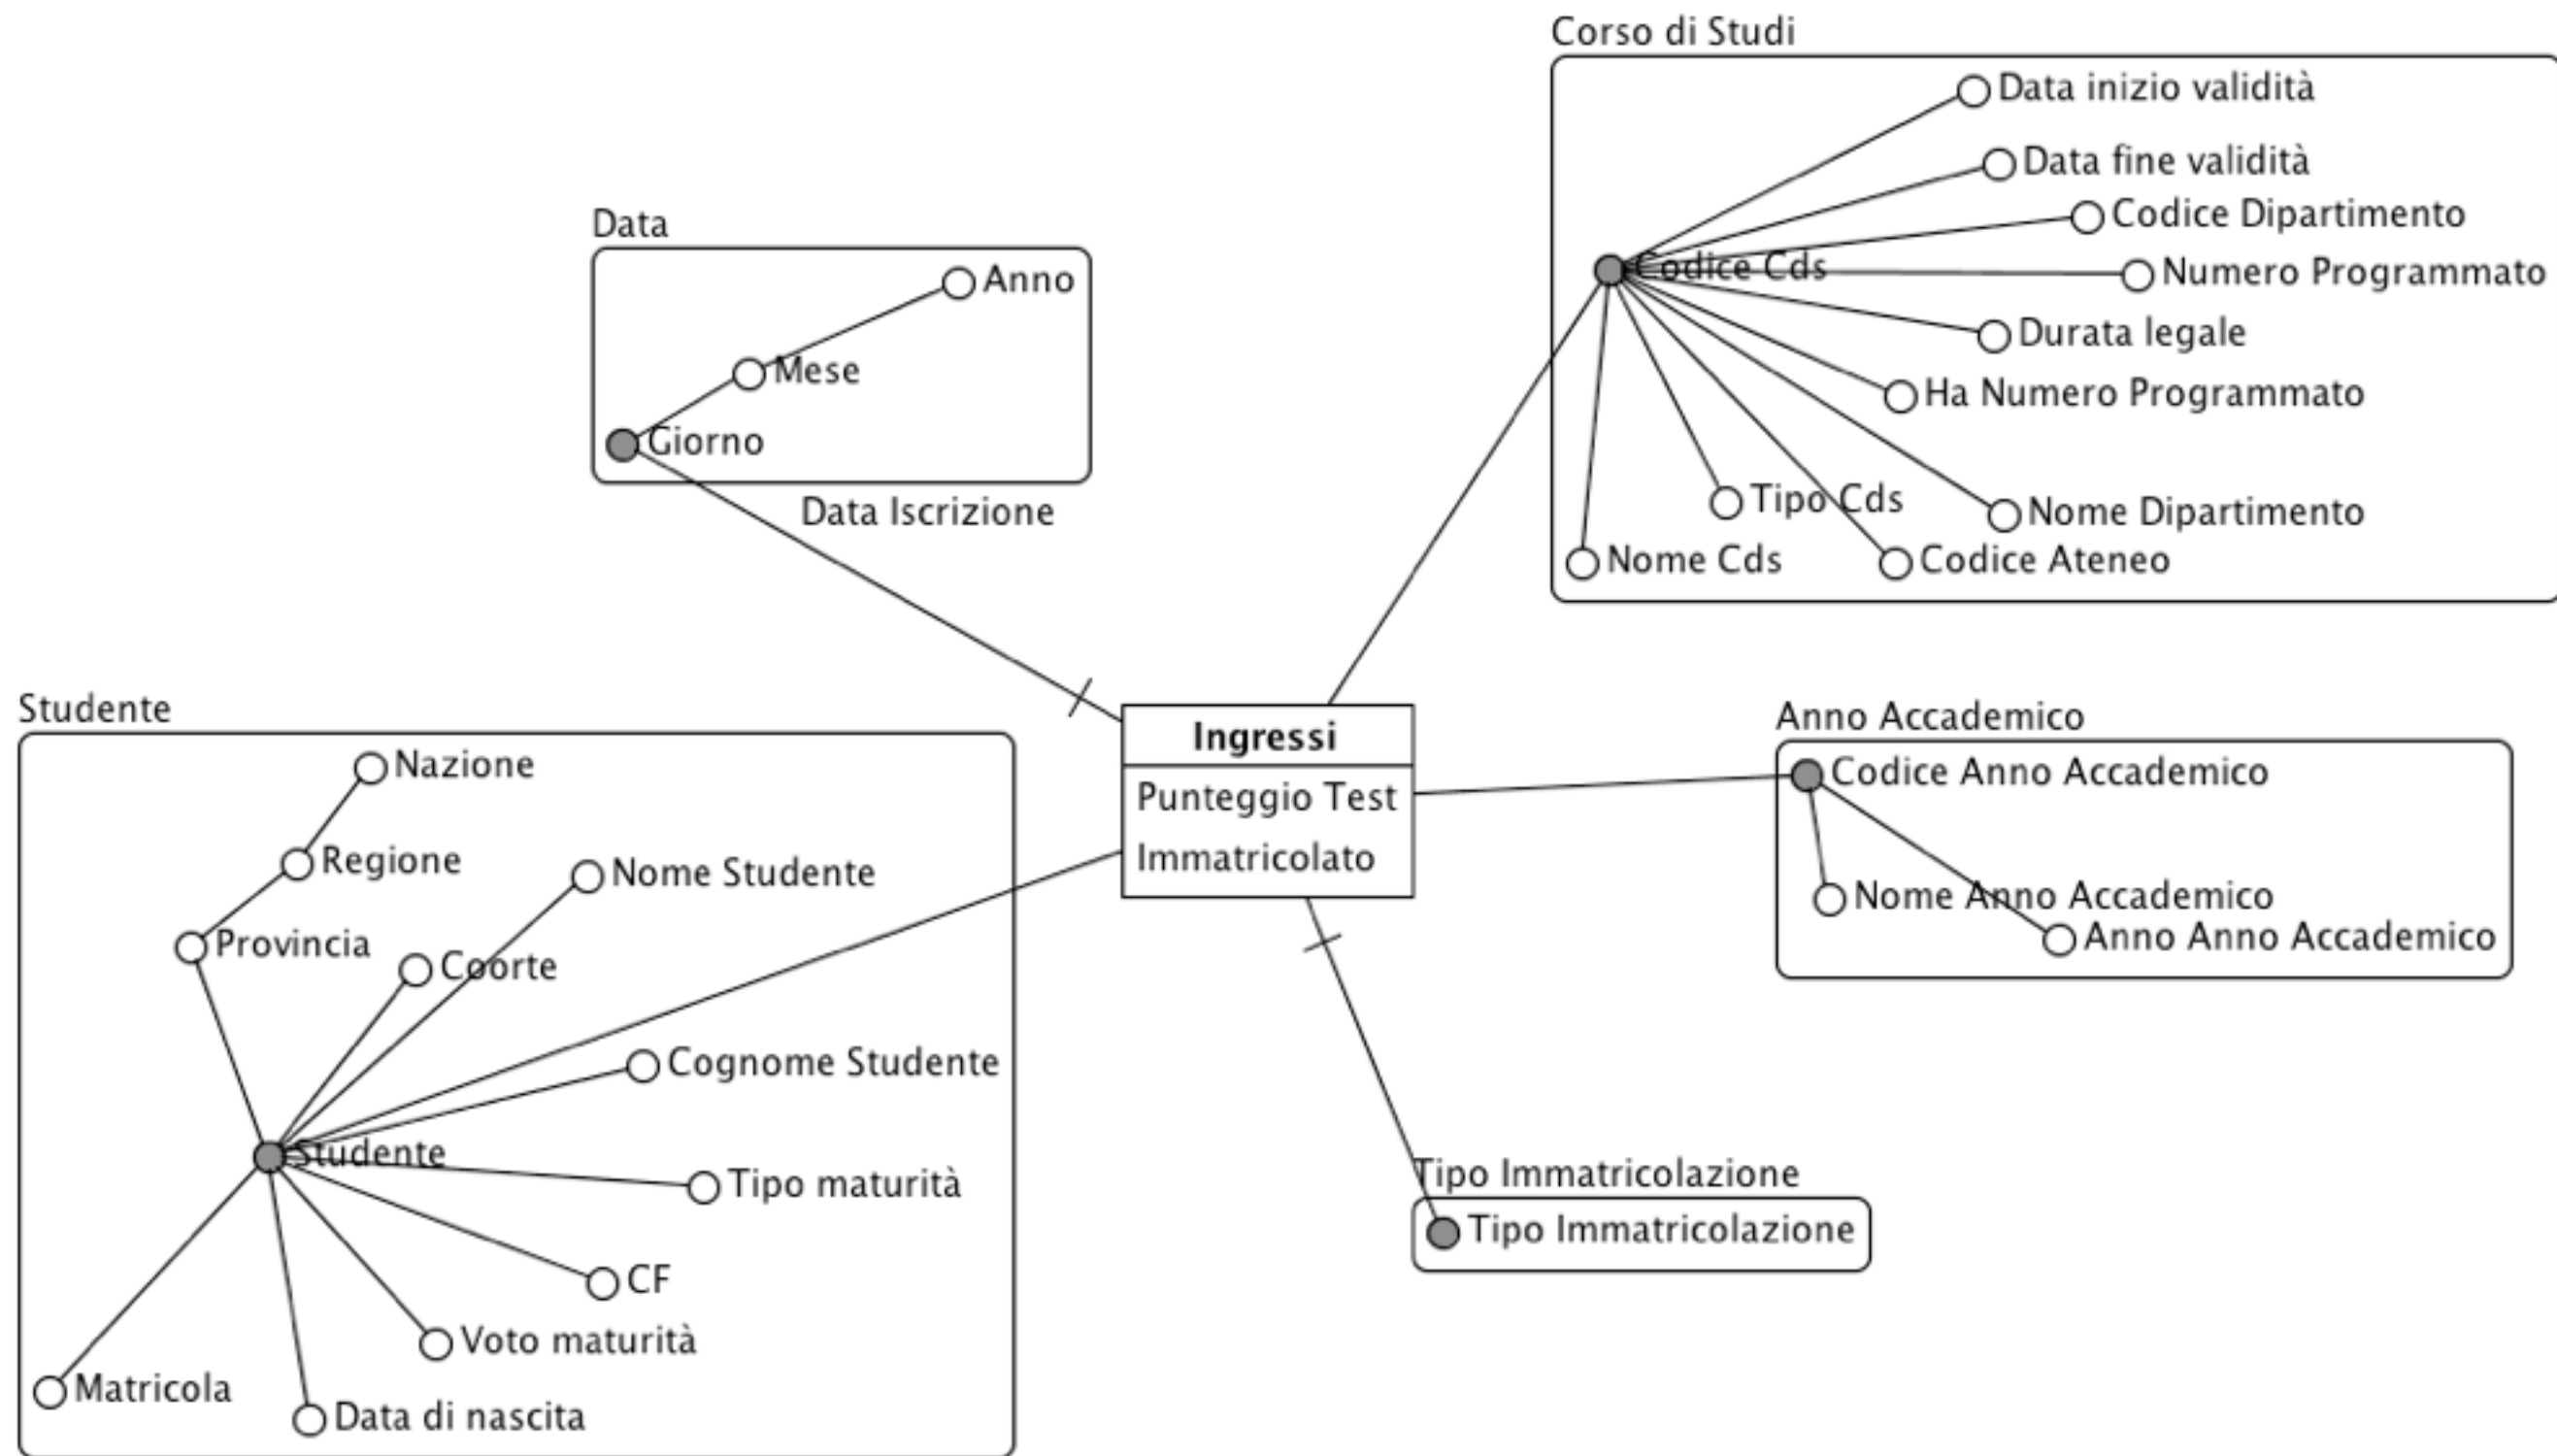 Corso di Studi
Data inizio validità
Data fine validità
Codice Dipartimento
Codice Cds
Numero Programmato
Durata legale
Ha Numero Programmato
Tipo Cds
Nome Dipartimento
Nome Cds
Codice Ateneo
Data
Anno
Mese
Giorno
Data Iscrizione
Ingressi
Punteggio Test
Immatricolato
Anno Accademico
Codice Anno Accademico
Nome Anno Accademico
Anno Anno Accademico
Studente
Nazione
Regione
Nome Studente
Provincia
Coorte
Cognome Studente
Studente
Tipo maturità
CF
Voto maturità
Matricola
Data di nascita
Tipo Immatricolazione
Tipo Immatricolazione